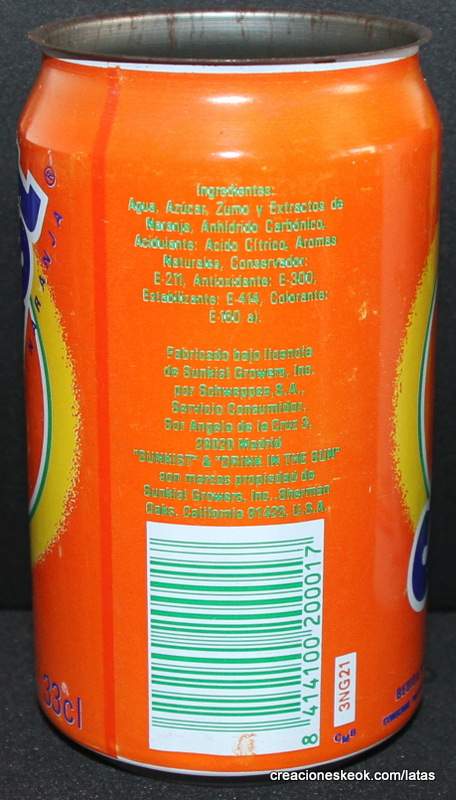 Ingredientes:
Agua, Azúcar, Zumo y Extractos de
Naranja, Anhídrido Carbónico,
Acidulante: Acido Cítrico, Aromas
Naturales, Conservador:
E-211, Antioxidante: E-300,
Estabilizante: E-414, Colorante:
E-160 a).
Fabricado bajo licencia
de Sunkist Growers, Inc.
por Schweppes, S.A.,
Servicio Consumidor,
Sor Angela de la Cruz 3,
28020 Madrid
"SUNKIST" & "DRINK IN THE SUN"
son marcas propiedad de
Sunkist Growers, Inc., Sherman
Oaks, California 91423, U.S.A.
8 414100 200017
3NG21
CMB
33cl
NARANJA ®
creacioneskeok.com/latas